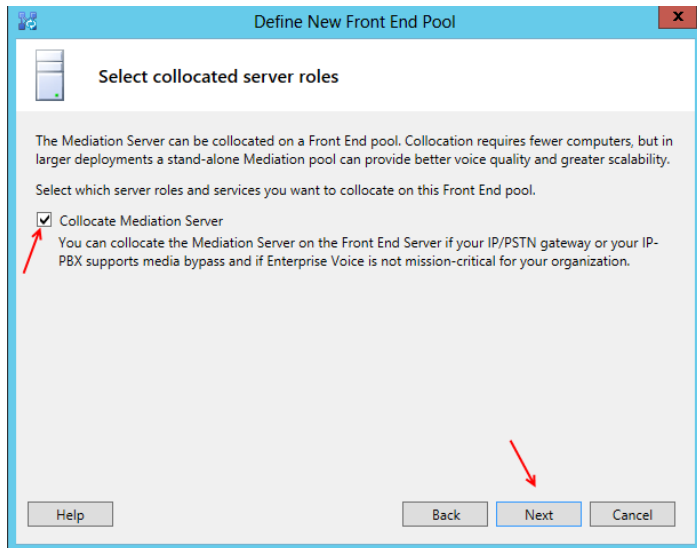 Define New Front End Pool
x
Select collocated server roles
The Mediation Server can be collocated on a Front End pool. Collocation requires fewer computers, but in
larger deployments a stand-alone Mediation pool can provide better voice quality and greater scalability.
Select which server roles and services you want to collocate on this Front End pool.
Collocate Mediation Server
You can collocate the Mediation Server on the Front End Server if your IP/PSTN gateway or your IP-
PBX supports media bypass and if Enterprise Voice is not mission-critical for your organization.
Help Back Next Cancel